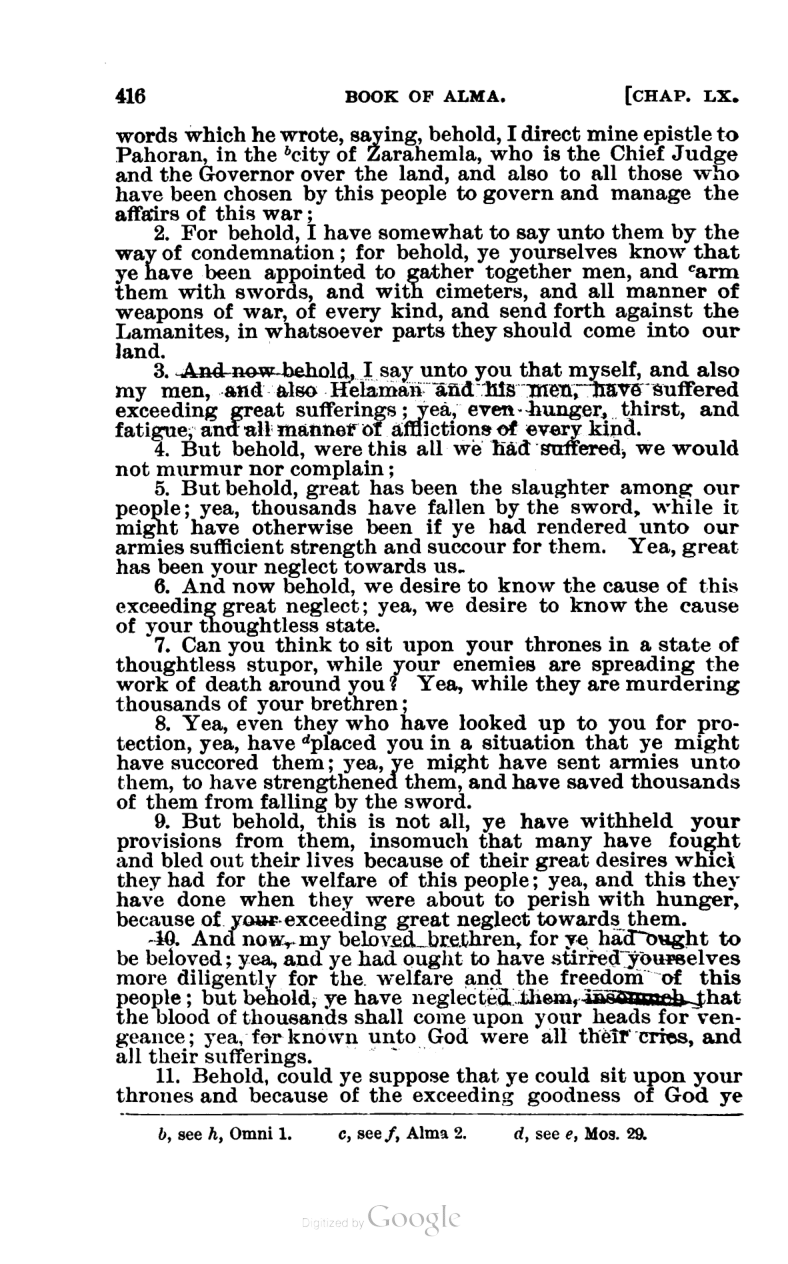 416 BOOK OF ALMA. [CHAP. LX.
words which he wrote, saying, behold, I direct mine epistle to
Pahoran, in the ᵇcity of Zarahemla, who is the Chief Judge
and the Governor over the land, and also to all those who
have been chosen by this people to govern and manage the
affairs of this war;
2. For behold, I have somewhat to say unto them by the
way of condemnation; for behold, ye yourselves know that
ye have been appointed to gather together men, and ᶜarm
them with swords, and with cimeters, and all manner of
weapons of war, of every kind, and send forth against the
Lamanites, in whatsoever parts they should come into our
land.
3. And now behold, I say unto you that myself, and also
my men, and also Helaman and his men, have suffered
exceeding great sufferings; yea, even hunger, thirst, and
fatigue, and all manner of afflictions of every kind.
4. But behold, were this all we had suffered, we would
not murmur nor complain;
5. But behold, great has been the slaughter among our
people; yea, thousands have fallen by the sword, while it
might have otherwise been if ye had rendered unto our
armies sufficient strength and succour for them. Yea, great
has been your neglect towards us.
6. And now behold, we desire to know the cause of this
exceeding great neglect; yea, we desire to know the cause
of your thoughtless state.
7. Can you think to sit upon your thrones in a state of
thoughtless stupor, while your enemies are spreading the
work of death around you? Yea, while they are murdering
thousands of your brethren;
8. Yea, even they who have looked up to you for pro-
tection, yea, have ᵈplaced you in a situation that ye might
have succored them; yea, ye might have sent armies unto
them, to have strengthened them, and have saved thousands
of them from falling by the sword.
9. But behold, this is not all, ye have withheld your
provisions from them, insomuch that many have fought
and bled out their lives because of their great desires which
they had for the welfare of this people; yea, and this they
have done when they were about to perish with hunger,
because of your exceeding great neglect towards them.
10. And now, my beloved brethren, for ye had ought to
be beloved; yea, and ye had ought to have stirred yourselves
more diligently for the welfare and the freedom of this
people; but behold, ye have neglected them, insomuch that
the blood of thousands shall come upon your heads for ven-
geance; yea, for known unto God were all their cries, and
all their sufferings.
11. Behold, could ye suppose that ye could sit upon your
thrones and because of the exceeding goodness of God ye
b, see h, Omni 1. c, see f, Alma 2. d, see e, Mos. 29.
Digitized by Google